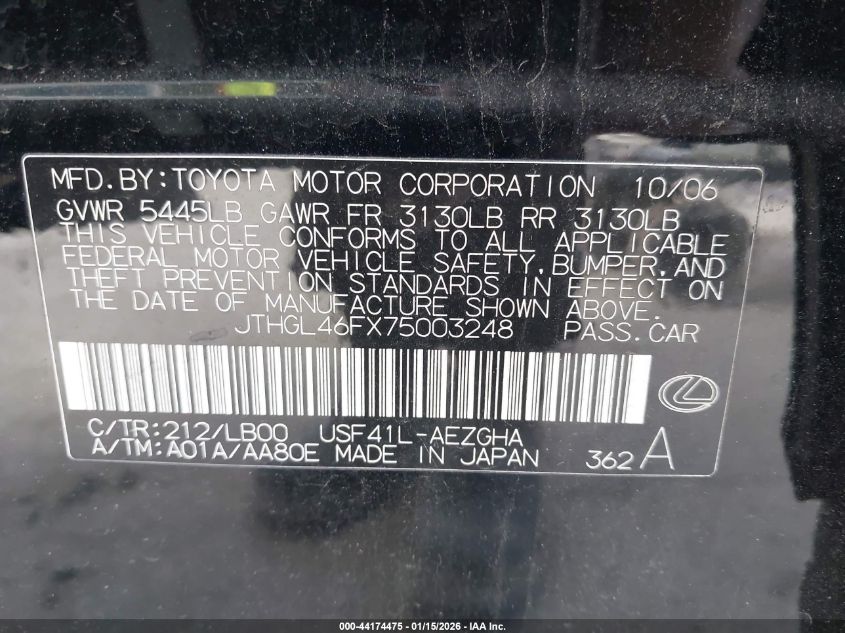 MFD.BY:TOYOTA MOTOR CORPORATION 10/06
GVWR 5445LB GAWR FR 3130LB RR 3130LB
THIS VEHICLE CONFORMS TO ALL APPLICABLE
FEDERAL MOTOR VEHICLE SAFETY,BUMPER,AND
THEFT PREVENTION STANDARDS IN EFFECT ON
THE DATE OF MANUFACTURE SHOWN ABOVE.
JTHGL46FX75003248 PASS.CAR
C/TR:212/LB00 USF41L-AEZGHA
A/TM:A01A/AA80E MADE IN JAPAN 362A
000-44174475 - 01/15/2026 - IAA Inc.